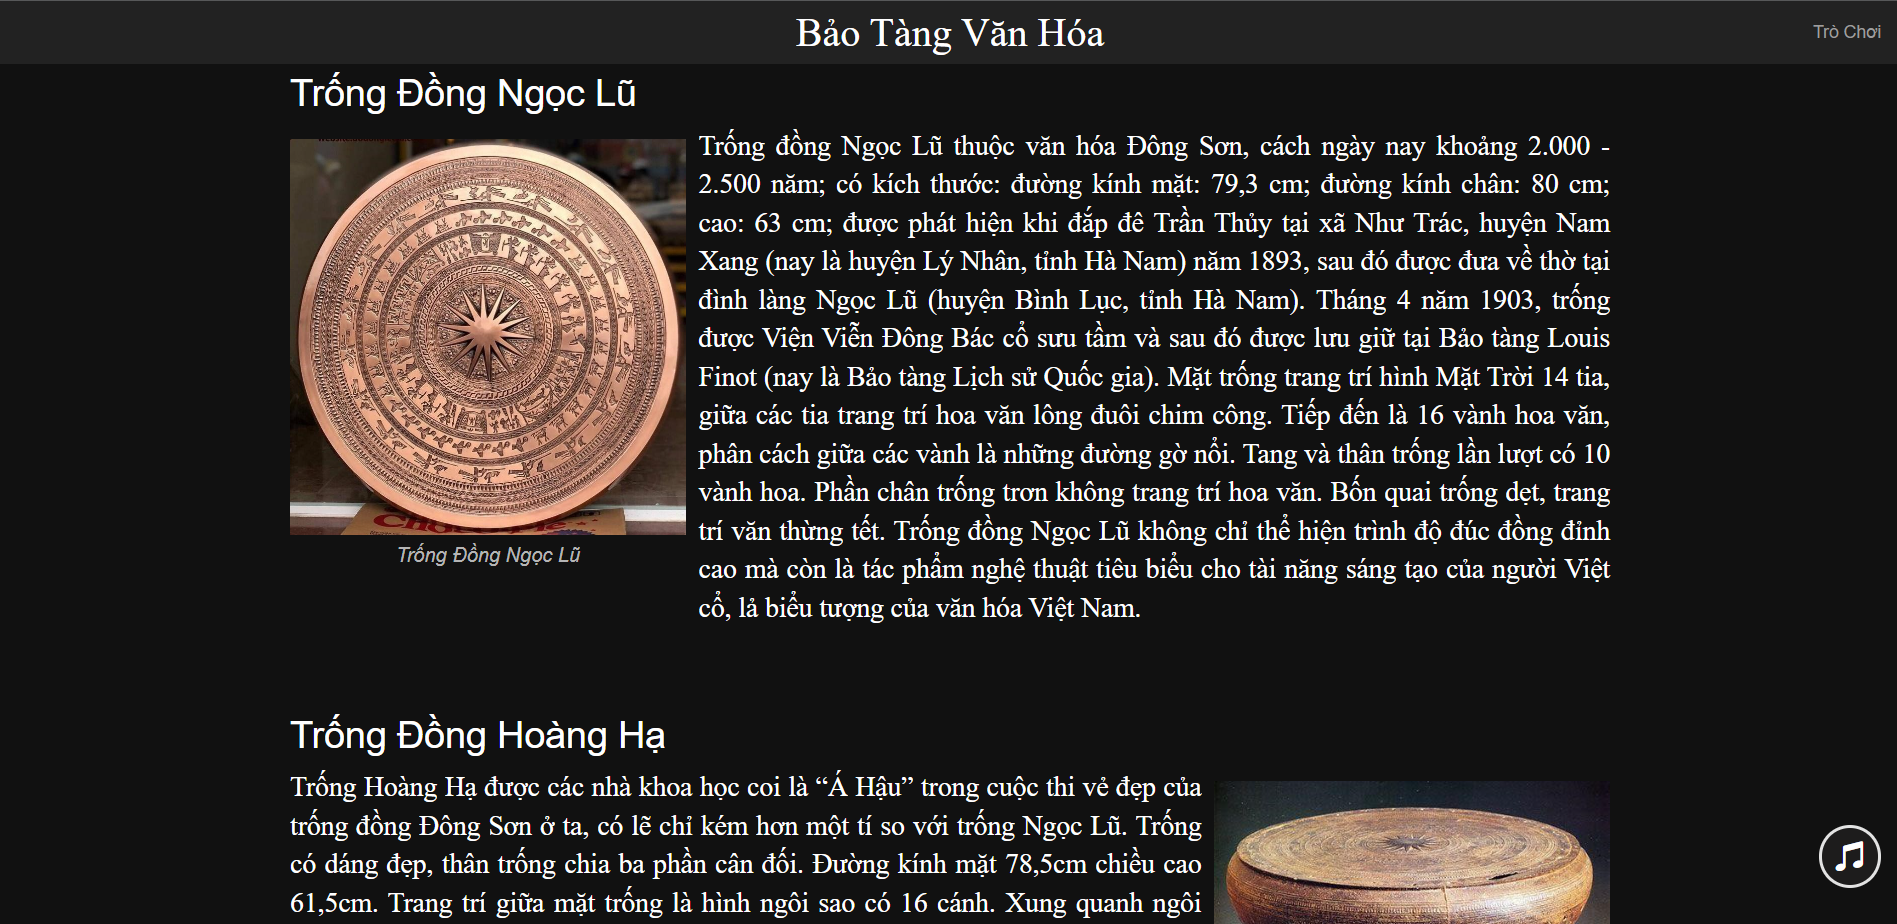 Bảo Tàng Văn Hóa
Trò Chơi
Trống Đồng Ngọc Lũ
Trống đồng Ngọc Lũ thuộc văn hóa Đông Sơn, cách ngày nay khoảng 2.000 -
2.500 năm; có kích thước: đường kính mặt: 79,3 cm; đường kính chân: 80 cm;
cao: 63 cm; được phát hiện khi đắp đê Trần Thủy tại xã Như Trác, huyện Nam
Xang (nay là huyện Lý Nhân, tỉnh Hà Nam) năm 1893, sau đó được đưa về thờ tại
đình làng Ngọc Lũ (huyện Bình Lục, tỉnh Hà Nam). Tháng 4 năm 1903, trống
được Viện Viễn Đông Bác cổ sưu tầm và sau đó được lưu giữ tại Bảo tàng Louis
Finot (nay là Bảo tàng Lịch sử Quốc gia). Mặt trống trang trí hình Mặt Trời 14 tia,
giữa các tia trang trí hoa văn lông đuôi chim công. Tiếp đến là 16 vành hoa văn,
phân cách giữa các vành là những đường gờ nổi. Tang và thân trống lần lượt có 10
vành hoa. Phần chân trống trơn không trang trí hoa văn. Bốn quai trống dẹt, trang
trí văn thừng tết. Trống đồng Ngọc Lũ không chỉ thể hiện trình độ đúc đồng đỉnh
cao mà còn là tác phẩm nghệ thuật tiêu biểu cho tài năng sáng tạo của người Việt
cổ, lả biểu tượng của văn hóa Việt Nam.
Trống Đồng Ngọc Lũ
Trống Đồng Hoàng Hạ
Trống Hoàng Hạ được các nhà khoa học coi là “Á Hậu” trong cuộc thi vẻ đẹp của
trống đồng Đông Sơn ở ta, có lẽ chỉ kém hơn một tí so với trống Ngọc Lũ. Trống
có dáng đẹp, thân trống chia ba phần cân đối. Đường kính mặt 78,5cm chiều cao
61,5cm. Trang trí giữa mặt trống là hình ngôi sao có 16 cánh. Xung quanh ngôi